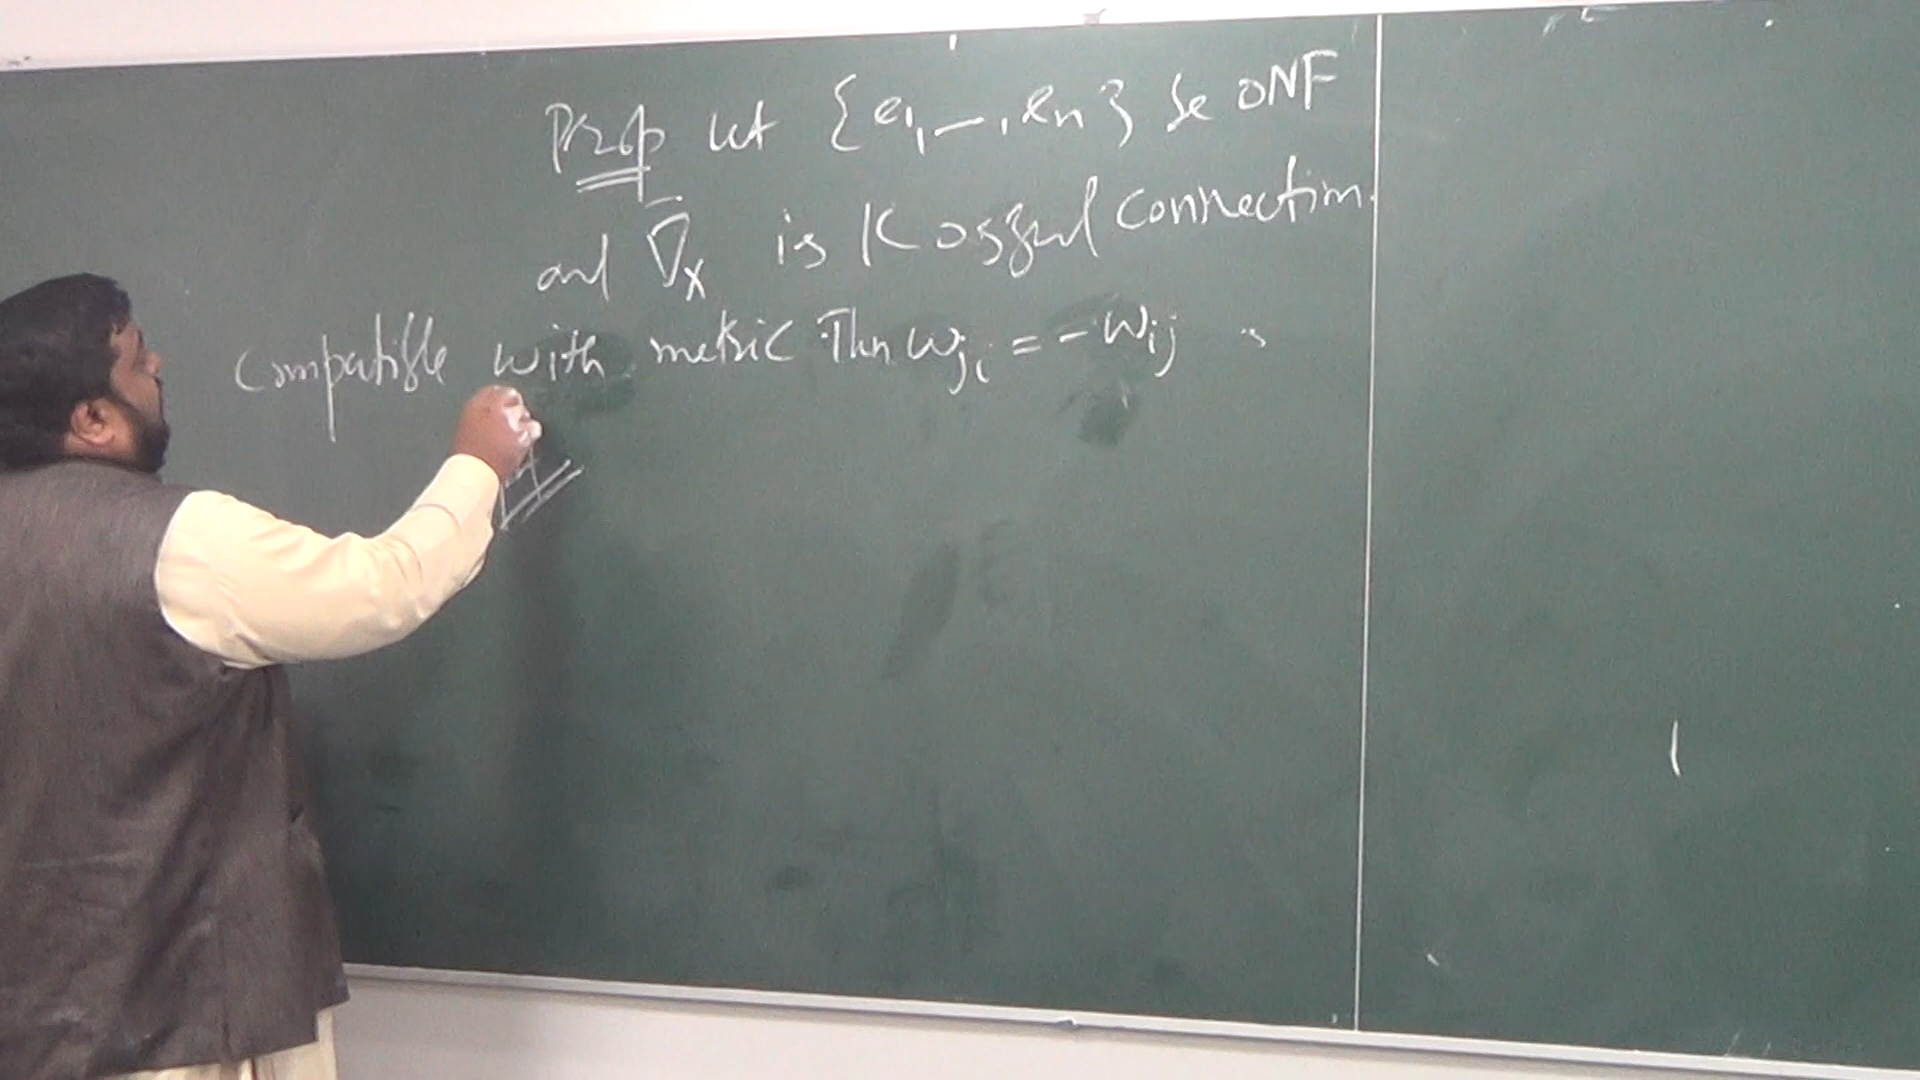 Prop let {e₁, —, eₙ} be ONF
and ∇̄ₓ is Koszul connection.
Compatible with metric Then ωⱼᵢ = - ωᵢⱼ